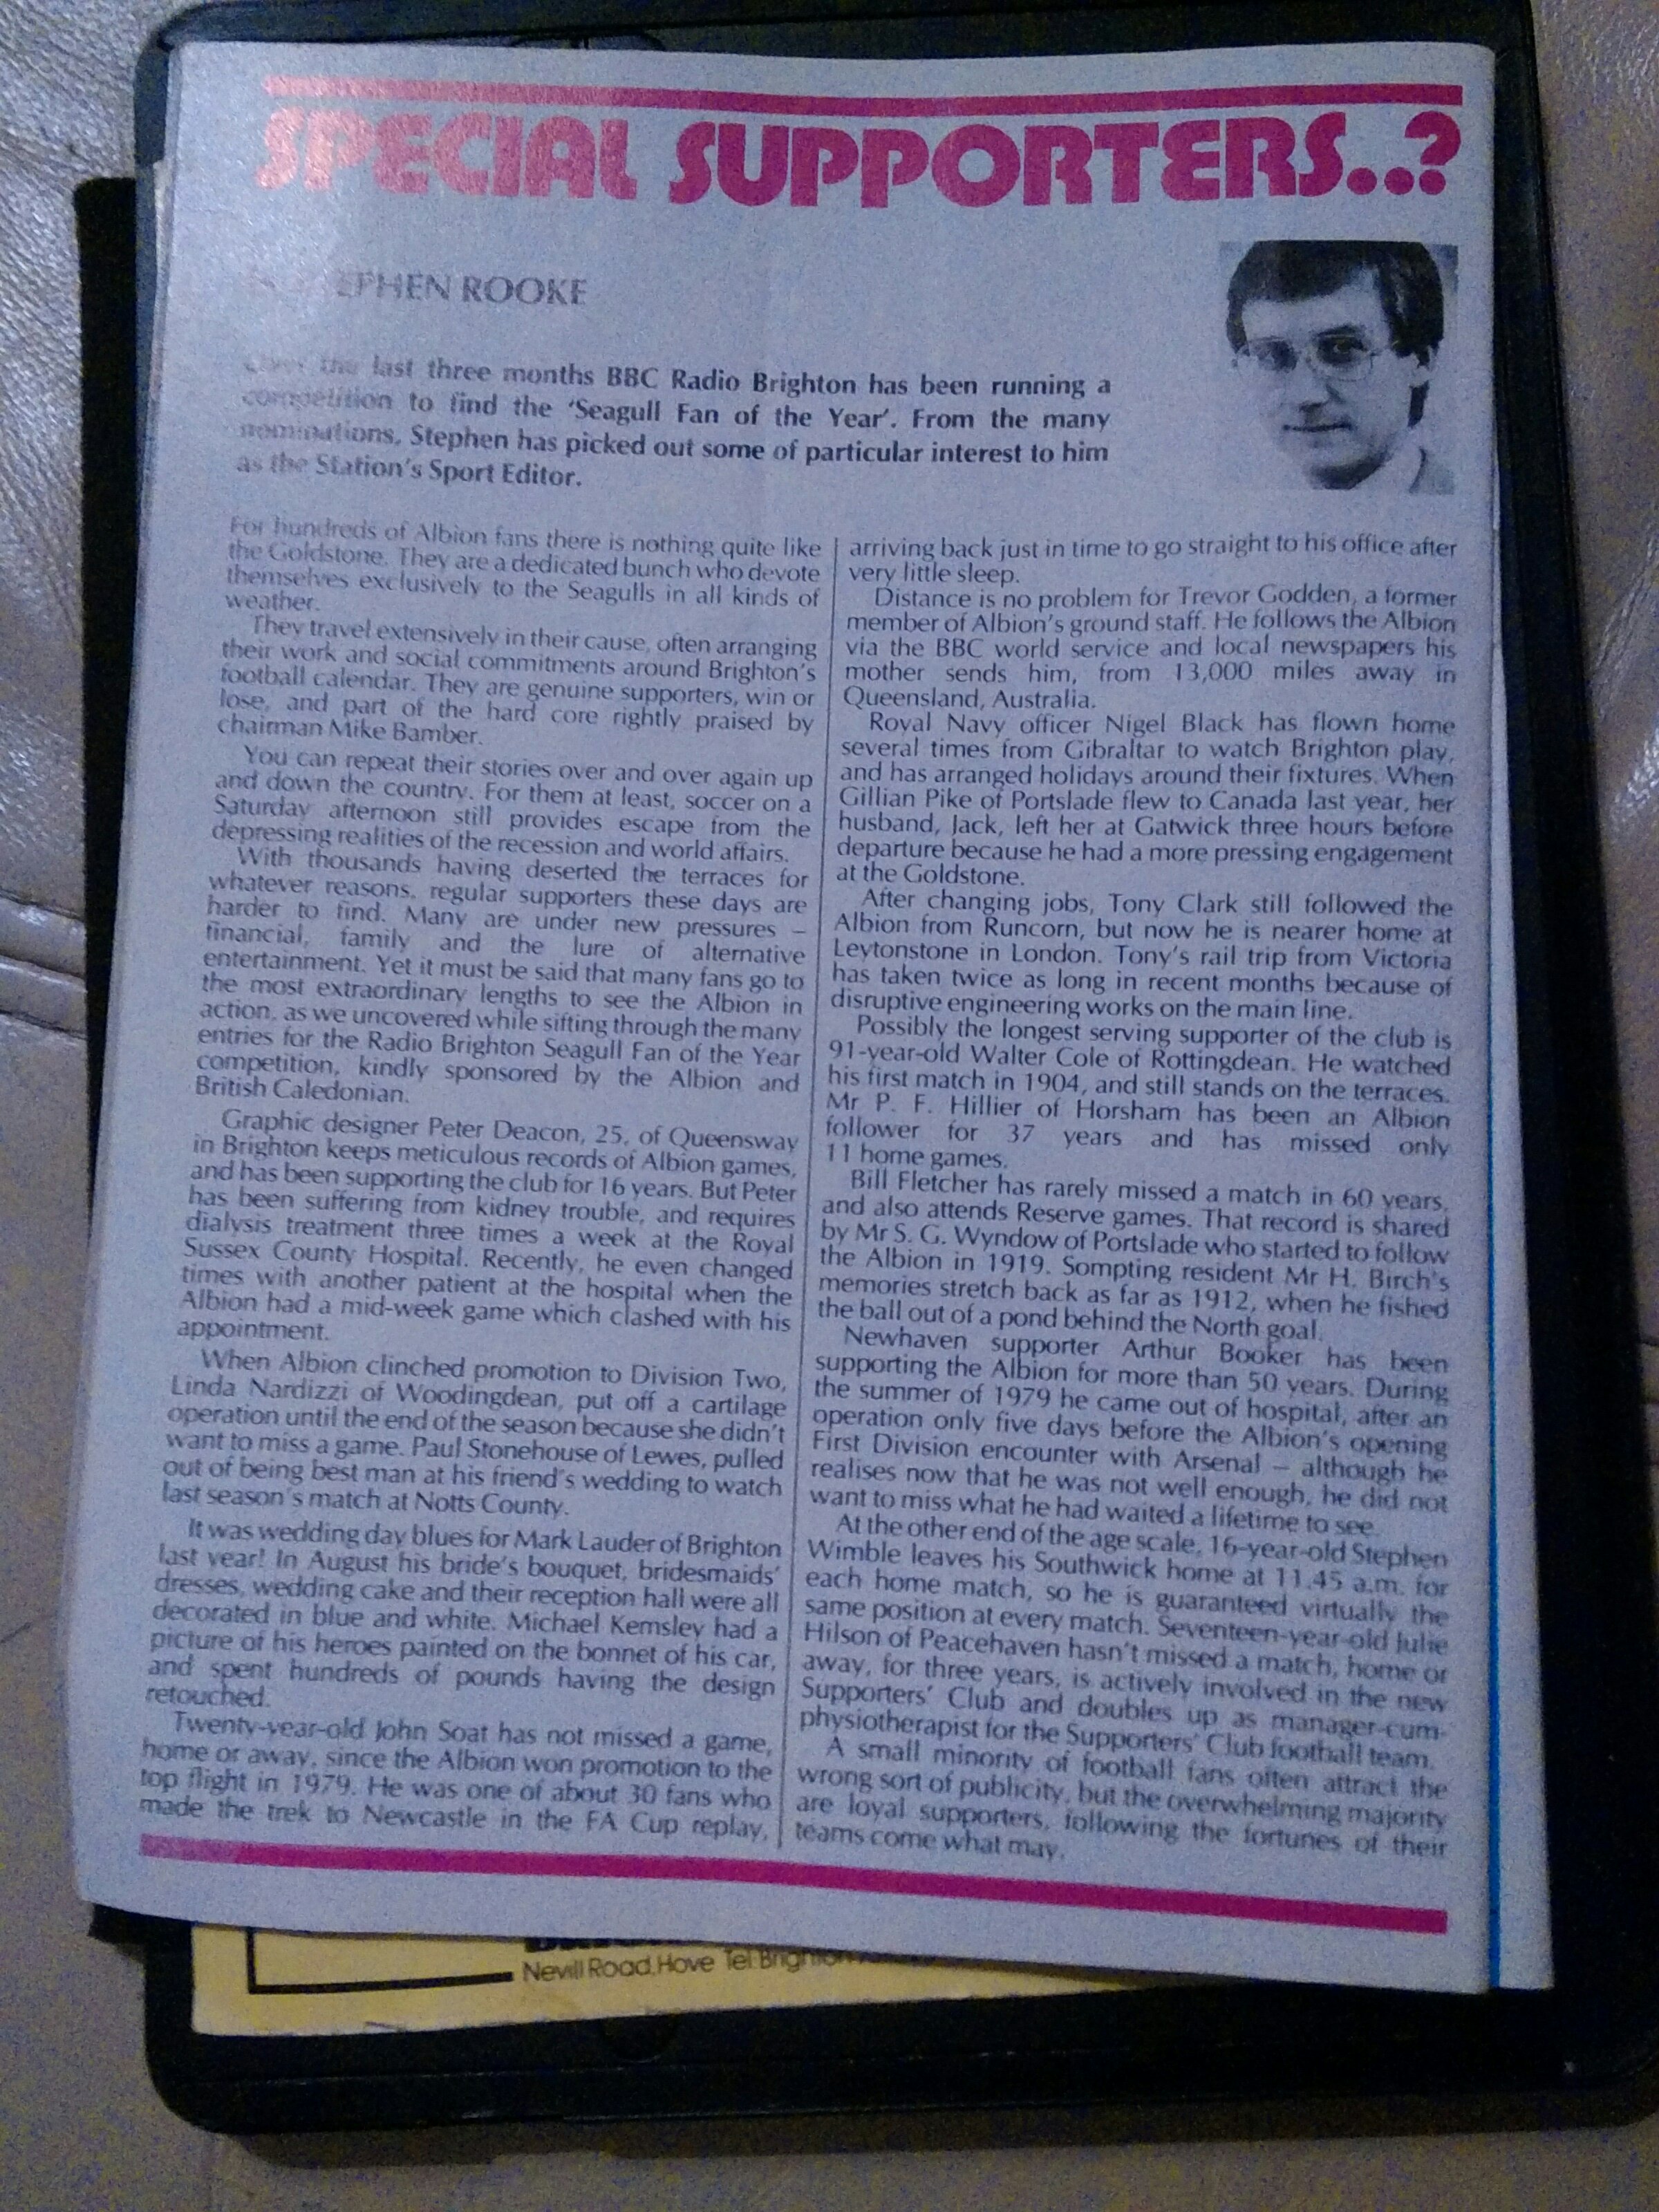 SPECIAL SUPPORTERS..?
STEPHEN ROOKE
Over the last three months BBC Radio Brighton has been running a
competition to find the 'Seagull Fan of the Year'. From the many
nominations, Stephen has picked out some of particular interest to him
as the Station's Sport Editor.
For hundreds of Albion fans there is nothing quite like
the Goldstone. They are a dedicated bunch who devote
themselves exclusively to the Seagulls in all kinds of
weather.
They travel extensively in their cause, often arranging
their work and social commitments around Brighton's
football calendar. They are genuine supporters, win or
lose, and part of the hard core rightly praised by
chairman Mike Bamber.
You can repeat their stories over and over again up
and down the country. For them at least, soccer on a
Saturday afternoon still provides escape from the
depressing realities of the recession and world affairs.
With thousands having deserted the terraces for
whatever reasons, regular supporters these days are
harder to find. Many are under new pressures –
financial, family and the lure of alternative
entertainment. Yet it must be said that many fans go to
the most extraordinary lengths to see the Albion in
action, as we uncovered while sifting through the many
entries for the Radio Brighton Seagull Fan of the Year
competition, kindly sponsored by the Albion and
British Caledonian.
Graphic designer Peter Deacon, 25, of Queensway
in Brighton keeps meticulous records of Albion games,
and has been supporting the club for 16 years. But Peter
has been suffering from kidney trouble, and requires
dialysis treatment three times a week at the Royal
Sussex County Hospital. Recently, he even changed
times with another patient at the hospital when the
Albion had a mid-week game which clashed with his
appointment.
When Albion clinched promotion to Division Two,
Linda Nardizzi of Woodingdean, put off a cartilage
operation until the end of the season because she didn't
want to miss a game. Paul Stonehouse of Lewes, pulled
out of being best man at his friend's wedding to watch
last season's match at Notts County.
It was wedding day blues for Mark Lauder of Brighton
last year! In August his bride's bouquet, bridesmaids'
dresses, wedding cake and their reception hall were all
decorated in blue and white. Michael Kemsley had a
picture of his heroes painted on the bonnet of his car,
and spent hundreds of pounds having the design
retouched.
Twenty-year-old John Soat has not missed a game,
home or away, since the Albion won promotion to the
top flight in 1979. He was one of about 30 fans who
made the trek to Newcastle in the FA Cup replay,
arriving back just in time to go straight to his office after
very little sleep.
Distance is no problem for Trevor Godden, a former
member of Albion's ground staff. He follows the Albion
via the BBC world service and local newspapers his
mother sends him, from 13,000 miles away in
Queensland, Australia.
Royal Navy officer Nigel Black has flown home
several times from Gibraltar to watch Brighton play,
and has arranged holidays around their fixtures. When
Gillian Pike of Portslade flew to Canada last year, her
husband, Jack, left her at Gatwick three hours before
departure because he had a more pressing engagement
at the Goldstone.
After changing jobs, Tony Clark still followed the
Albion from Runcorn, but now he is nearer home at
Leytonstone in London. Tony's rail trip from Victoria
has taken twice as long in recent months because of
disruptive engineering works on the main line.
Possibly the longest serving supporter of the club is
91-year-old Walter Cole of Rottingdean. He watched
his first match in 1904, and still stands on the terraces.
Mr P. F. Hillier of Horsham has been an Albion
follower for 37 years and has missed only
11 home games.
Bill Fletcher has rarely missed a match in 60 years,
and also attends Reserve games. That record is shared
by Mr S. G. Wyndow of Portslade who started to follow
the Albion in 1919. Sompting resident Mr H. Birch's
memories stretch back as far as 1912, when he fished
the ball out of a pond behind the North goal.
Newhaven supporter Arthur Booker has been
supporting the Albion for more than 50 years. During
the summer of 1979 he came out of hospital, after an
operation only five days before the Albion's opening
First Division encounter with Arsenal – although he
realises now that he was not well enough, he did not
want to miss what he had waited a lifetime to see.
At the other end of the age scale, 16-year-old Stephen
Wimble leaves his Southwick home at 11.45 a.m. for
each home match, so he is guaranteed virtually the
same position at every match. Seventeen-year-old Julie
Hilson of Peacehaven hasn't missed a match, home or
away, for three years, is actively involved in the new
Supporters' Club and doubles up as manager-cum-
physiotherapist for the Supporters' Club football team.
A small minority of football fans often attract the
wrong sort of publicity, but the overwhelming majority
are loyal supporters, following the fortunes of their
teams come what may.
Nevill Road, Hove Tel. Brighton